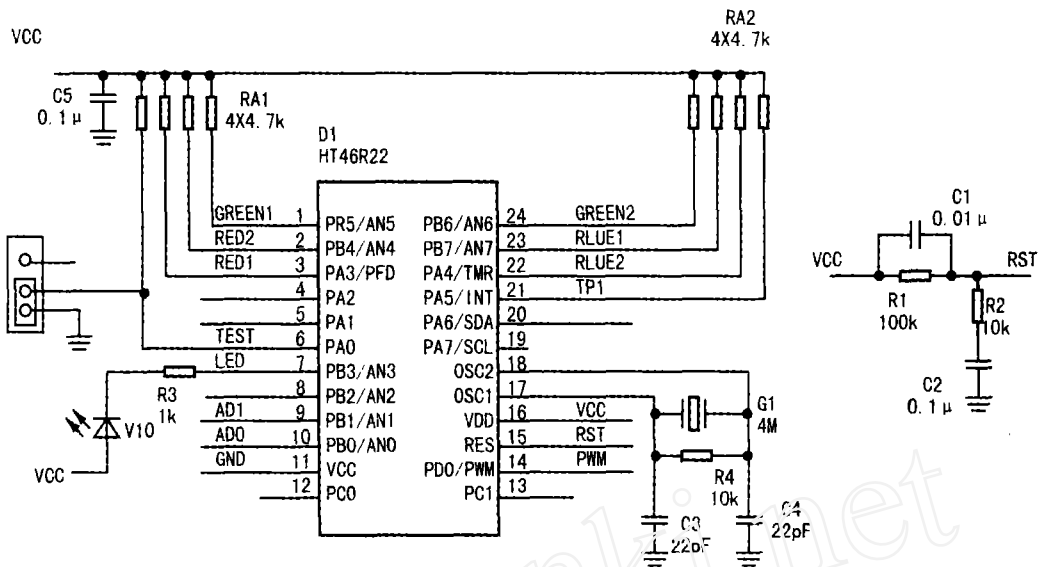 VCC
RA2
4X4.7k
C5
0.1μ
RA1
4X4.7k
D1
HT46R22
GREEN1 1 PR5/AN5 PB6/AN6 24 GREEN2
RED2 2 PB4/AN4 PB7/AN7 23 RLUE1
RED1 3 PA3/PFD PA4/TMR 22 RLUE2
4 PA2 PA5/INT 21 TP1
5 PA1 PA6/SDA 20
TEST 6 PA0 PA7/SCL 19
LED 7 PB3/AN3 OSC2 18
8 PB2/AN2 OSC1 17
AD1 9 PB1/AN1 VDD 16 VCC
AD0 10 PB0/AN0 RES 15 RST
GND 11 VCC PD0/PWM 14 PWM
12 PC0 PC1 13
R3
1k
V10
VCC
G1
4M
R4
10k
C3
22pF
C4
22pF
C1
0.01μ
VCC
RST
R1
100k
R2
10k
C2
0.1μ